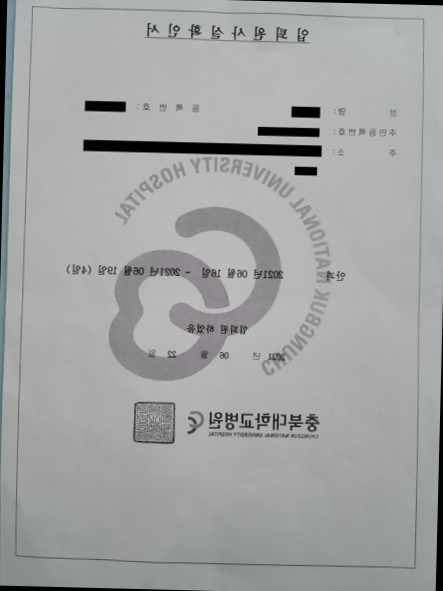 입퇴원사실확인서
성 명:
등 록 번 호:
주민등록번호:
주 소:
CHUNGBUK NATIONAL UNIVERSITY HOSPITAL
안과 2021년 06월 16일 - 2021년 06월 19일 (4일)
입퇴원 하였음
2021 년 06 월 22 일
충북대학교병원
CHUNGBUK NATIONAL UNIVERSITY HOSPITAL